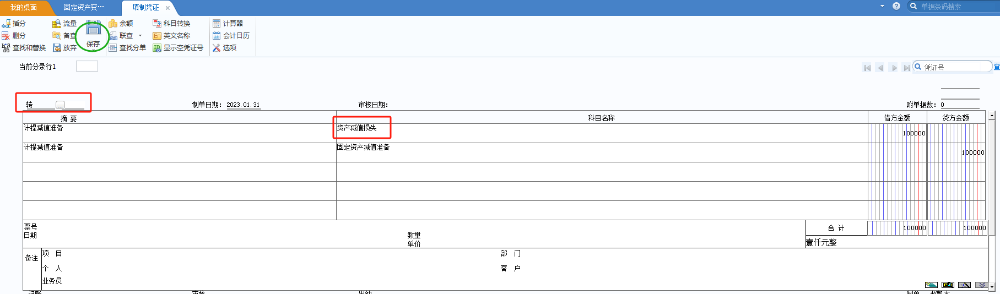 我的桌面 固定资产变… 填制凭证 单据条码搜索
插分 流量 余额 科目转换 计算器
删分 备查 保存 联查 英文名称 会计日历
查找和替换 放弃 查找分单 显示空凭证号 选项
当前分录行1 凭证号 查
转 ... 制单日期：2023.01.31 审核日期： 附单据数：0
摘 要 科目名称 借方金额 贷方金额
计提减值准备 资产减值损失 100000
计提减值准备 固定资产减值准备 100000
票号 合 计 100000 100000
日期 数量 壹仟元整
单价
备注 项 目 部 门
个 人 客 户
业务员
记账 审核 出纳 制单